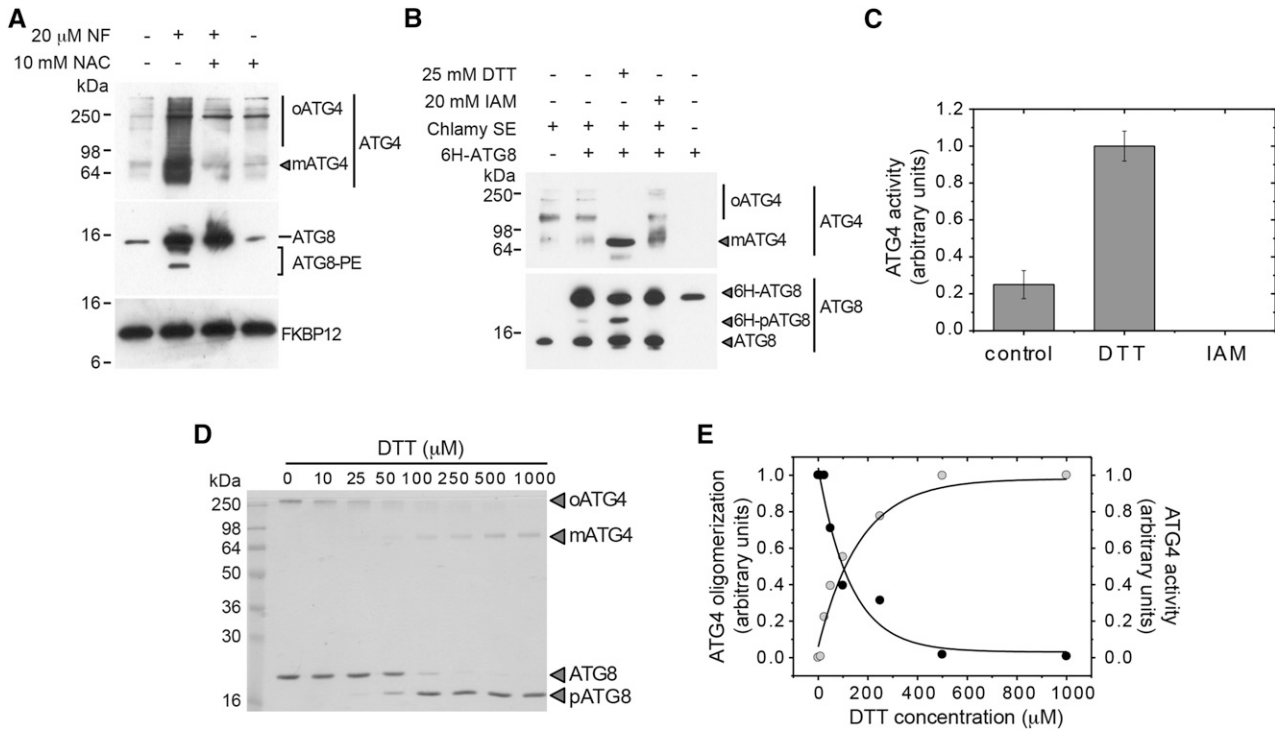 A
20 μM NF - + + -
10 mM NAC - - + +
kDa
250
98
64
oATG4
mATG4
ATG4
16
ATG8
ATG8-PE
16
6
FKBP12
B
25 mM DTT - - + - -
20 mM IAM - - - + -
Chlamy SE + + + + -
6H-ATG8 - + + + +
kDa
250
98
64
oATG4
mATG4
ATG4
16
6H-ATG8
6H-pATG8
ATG8
ATG8
C
ATG4 activity
(arbitrary units)
1.2
1.0
0.8
0.6
0.4
0.2
0.0
control DTT IAM
D
DTT (μM)
kDa 0 10 25 50 100 250 500 1000
250
98
64
50
36
30
16
oATG4
mATG4
ATG8
pATG8
E
ATG4 oligomerization
(arbitrary units)
1.0
0.8
0.6
0.4
0.2
0.0
1.0
0.8
0.6
0.4
0.2
0.0
ATG4 activity
(arbitrary units)
0 200 400 600 800 1000
DTT concentration (μM)